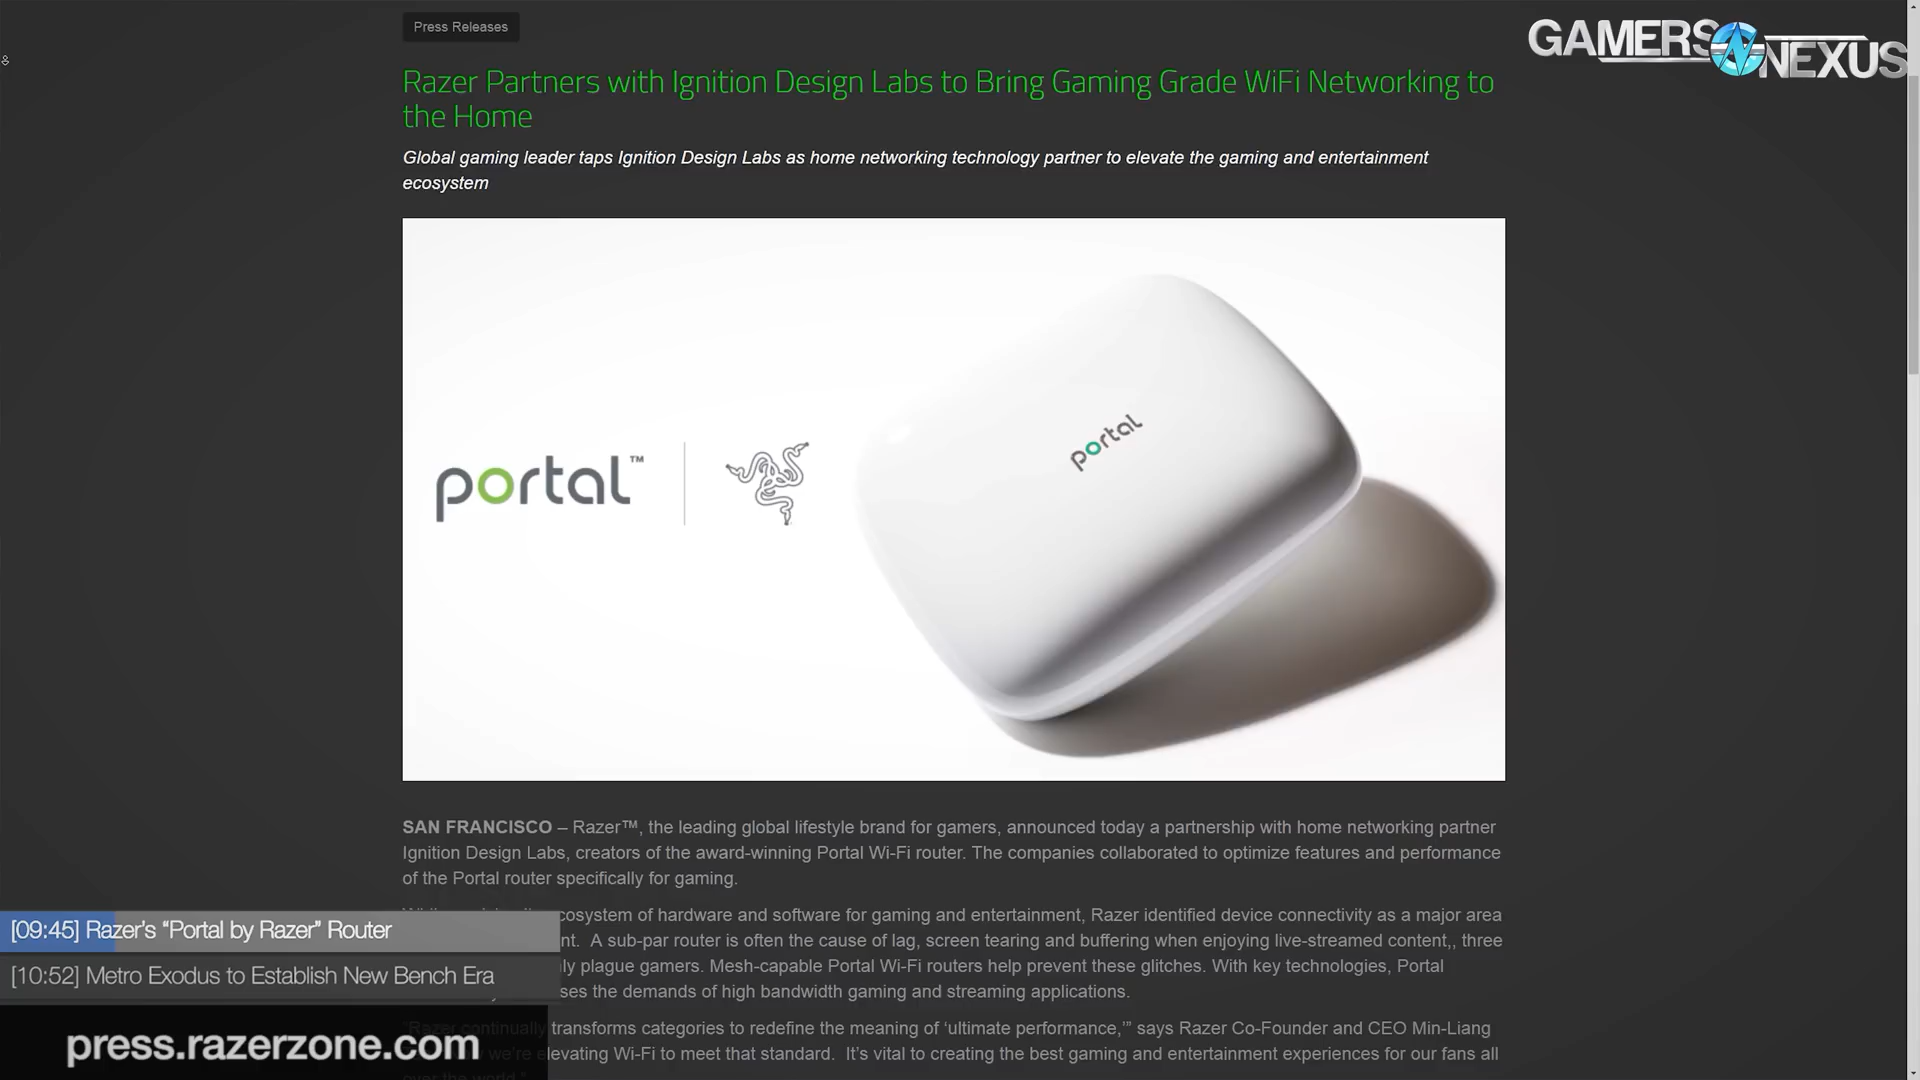 Press Releases
GAMERS NEXUS
Razer Partners with Ignition Design Labs to Bring Gaming Grade WiFi Networking to
the Home
Global gaming leader taps Ignition Design Labs as home networking technology partner to elevate the gaming and entertainment
ecosystem
portal™
portal
SAN FRANCISCO – Razer™, the leading global lifestyle brand for gamers, announced today a partnership with home networking partner
Ignition Design Labs, creators of the award-winning Portal Wi-Fi router. The companies collaborated to optimize features and performance
of the Portal router specifically for gaming.
cosystem of hardware and software for gaming and entertainment, Razer identified device connectivity as a major area
nt. A sub-par router is often the cause of lag, screen tearing and buffering when enjoying live-streamed content,, three
ly plague gamers. Mesh-capable Portal Wi-Fi routers help prevent these glitches. With key technologies, Portal
ses the demands of high bandwidth gaming and streaming applications.
"Razer continually transforms categories to redefine the meaning of ‘ultimate performance,’” says Razer Co-Founder and CEO Min-Liang
we're elevating Wi-Fi to meet that standard. It’s vital to creating the best gaming and entertainment experiences for our fans all
[09:45] Razer's “Portal by Razer” Router
[10:52] Metro Exodus to Establish New Bench Era
press.razerzone.com